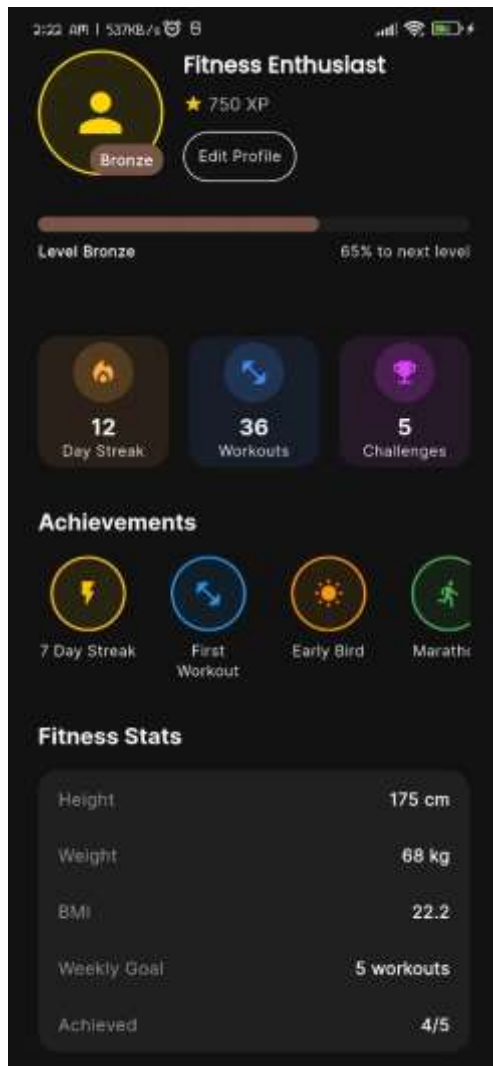 2:22 AM | 537KB/s
Fitness Enthusiast
750 XP
Bronze
Edit Profile
Level Bronze
65% to next level
12
Day Streak
36
Workouts
5
Challenges
Achievements
7 Day Streak
First
Workout
Early Bird
Maratho
Fitness Stats
Height
175 cm
Weight
68 kg
BMI
22.2
Weekly Goal
5 workouts
Achieved
4/5